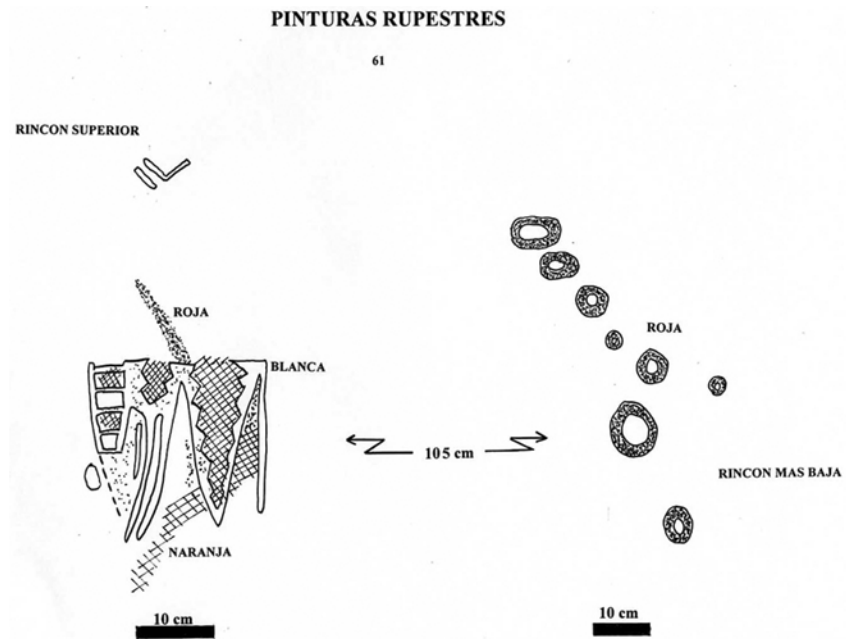 PINTURAS RUPESTRES
61
RINCON SUPERIOR
ROJA
BLANCA
ROJA
105 cm
RINCON MAS BAJA
NARANJA
10 cm
10 cm